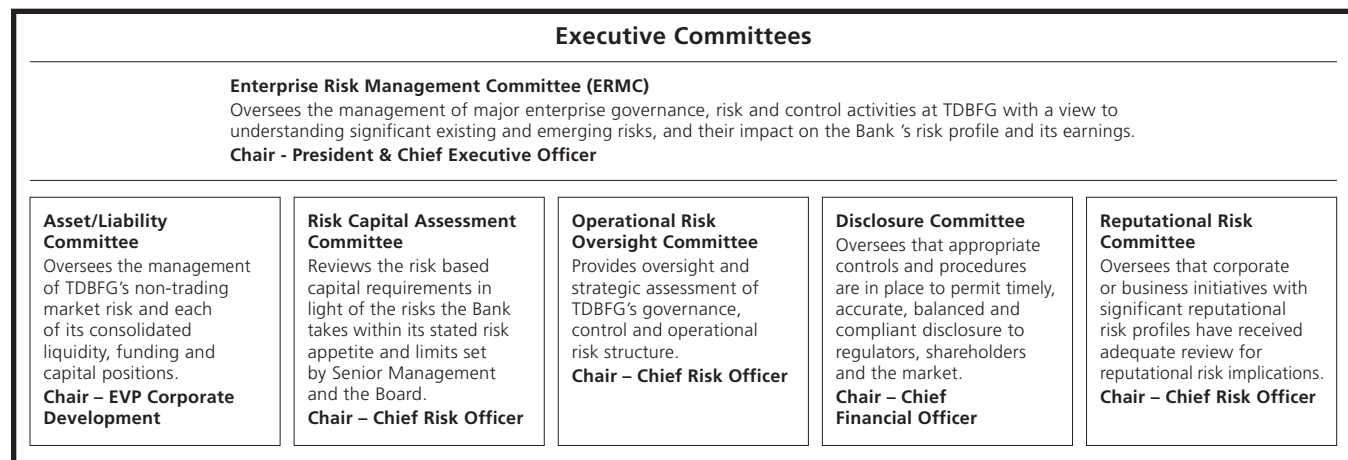 Executive Committees
Enterprise Risk Management Committee (ERMC)
Oversees the management of major enterprise governance, risk and control activities at TDBFG with a view to
understanding significant existing and emerging risks, and their impact on the Bank 's risk profile and its earnings.
Chair - President & Chief Executive Officer
Asset/Liability
Committee
Oversees the management
of TDBFG's non-trading
market risk and each
of its consolidated
liquidity, funding and
capital positions.
Chair – EVP Corporate
Development
Risk Capital Assessment
Committee
Reviews the risk based
capital requirements in
light of the risks the Bank
takes within its stated risk
appetite and limits set
by Senior Management
and the Board.
Chair – Chief Risk Officer
Operational Risk
Oversight Committee
Provides oversight and
strategic assessment of
TDBFG's governance,
control and operational
risk structure.
Chair – Chief Risk Officer
Disclosure Committee
Oversees that appropriate
controls and procedures
are in place to permit timely,
accurate, balanced and
compliant disclosure to
regulators, shareholders
and the market.
Chair – Chief
Financial Officer
Reputational Risk
Committee
Oversees that corporate
or business initiatives with
significant reputational
risk profiles have received
adequate review for
reputational risk implications.
Chair – Chief Risk Officer